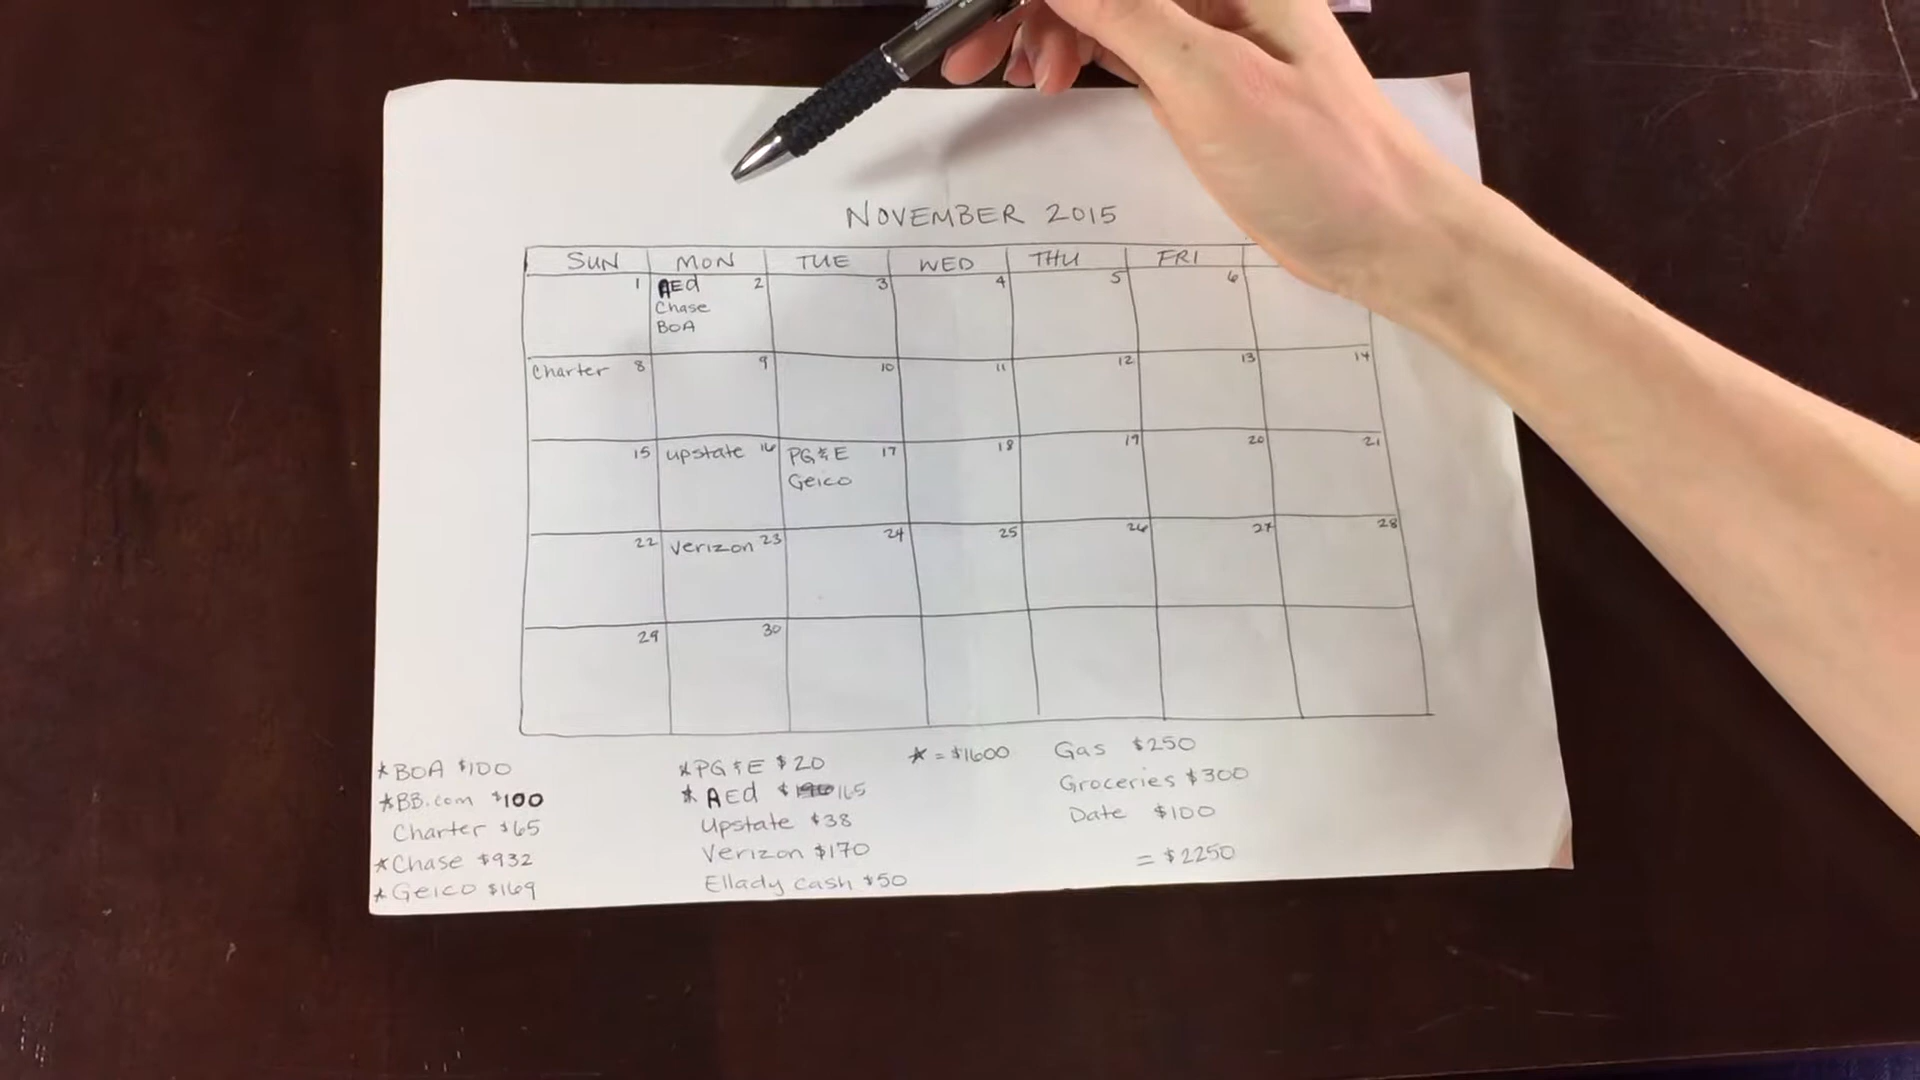 NOVEMBER 2015
SUN MON TUE WED THU FRI
1 AEd 2 3 4 5 6
Chase
BOA
Charter 8 9 10 11 12 13 14
15 upstate 16 PG&E 17 18 19 20 21
Geico
22 Verizon 23 24 25 26 27 28
29 30
*BOA $100
*BB.com $100
Charter $65
*Chase $932
*Geico $169
*PG&E $20
*AEd $165
Upstate $38
Verizon $170
Ellady cash $50
*=$1600
Gas $250
Groceries $300
Date $100
=$2250